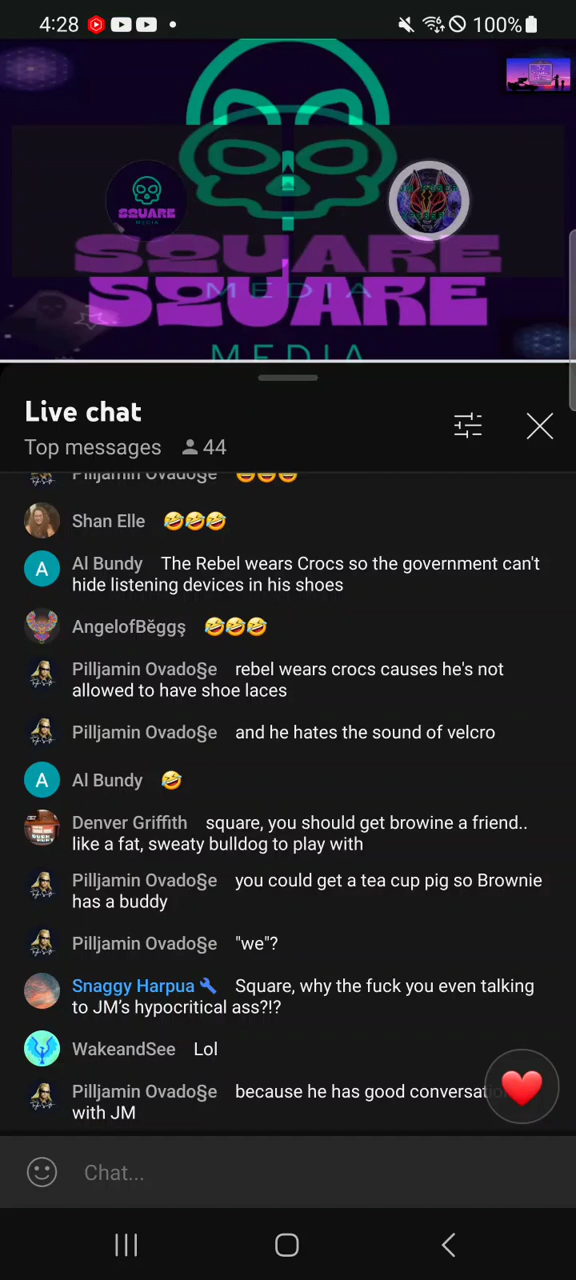 4:28
100%
SQUARE
MEDIA
SQUARE
MEDIA
SQUARE
MEDIA
Live chat
Top messages 44
Pilljamin Ovado§e 😂😂😂
Shan Elle 🤣🤣🤣
Al Bundy The Rebel wears Crocs so the government can't
hide listening devices in his shoes
AngelofBĕggş 🤣🤣🤣
Pilljamin Ovado§e rebel wears crocs causes he's not
allowed to have shoe laces
Pilljamin Ovado§e and he hates the sound of velcro
A Al Bundy 🤣
Denver Griffith square, you should get browine a friend..
like a fat, sweaty bulldog to play with
Pilljamin Ovado§e you could get a tea cup pig so Brownie
has a buddy
Pilljamin Ovado§e "we"?
Snaggy Harpua Square, why the fuck you even talking
to JM's hypocritical ass?!?
WakeandSee Lol
Pilljamin Ovado§e because he has good conversati
with JM
Chat...